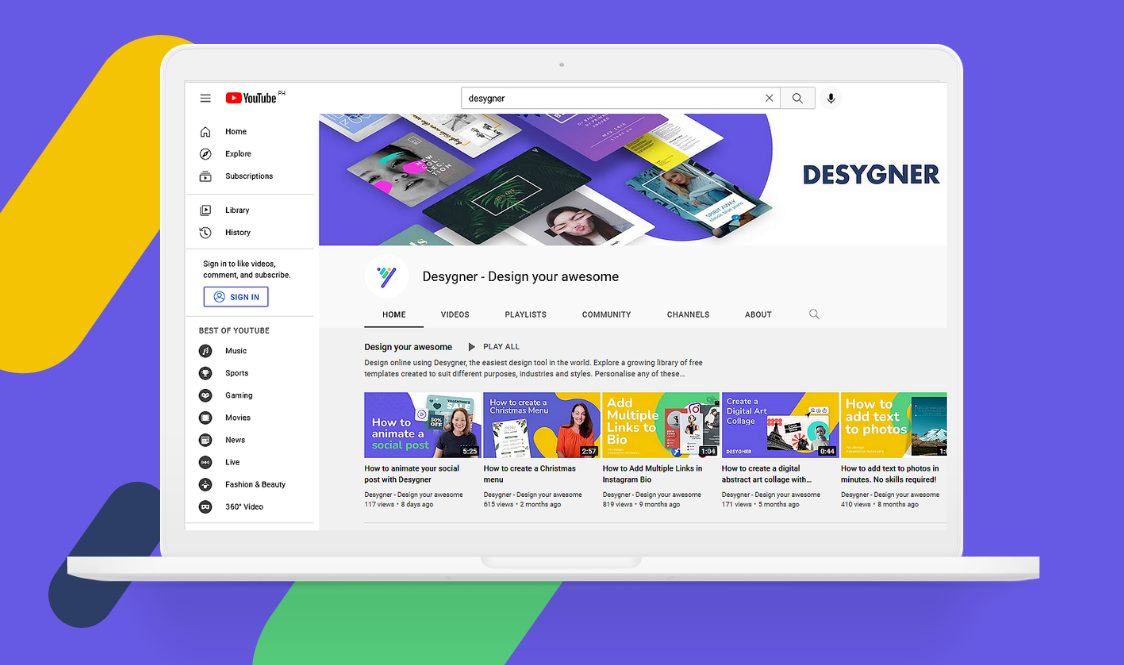 YouTube PH
desygner
Home
Explore
Subscriptions
Library
History
Sign in to like videos,
comment, and subscribe.
SIGN IN
BEST OF YOUTUBE
Music
Sports
Gaming
Movies
News
Live
Fashion & Beauty
360° Video
DESYGNER
Desygner - Design your awesome
HOME VIDEOS PLAYLISTS COMMUNITY CHANNELS ABOUT
Design your awesome PLAY ALL
Design online using Desygner, the easiest design tool in the world. Explore a growing library of free
templates created to suit different purposes, industries and styles. Personalise any of these...
How to
animate a
social post
5:25
How to animate your social
post with Desygner
Desygner - Design your awesome
117 views • 8 days ago
How to create a
Christmas Menu
2:57
How to create a Christmas
menu
Desygner - Design your awesome
615 views • 2 months ago
Add
Multiple
Links to
Bio
1:04
How to Add Multiple Links in
Instagram Bio
Desygner - Design your awesome
819 views • 9 months ago
Create a
Digital Art
Collage
DESYGNER
0:44
How to create a digital
abstract art collage with...
Desygner - Design your awesome
171 views • 5 months ago
How to
add text
to photos
How to add text to photos in
minutes. No skills required!
Desygner - Design your awesome
410 views • 8 months ago